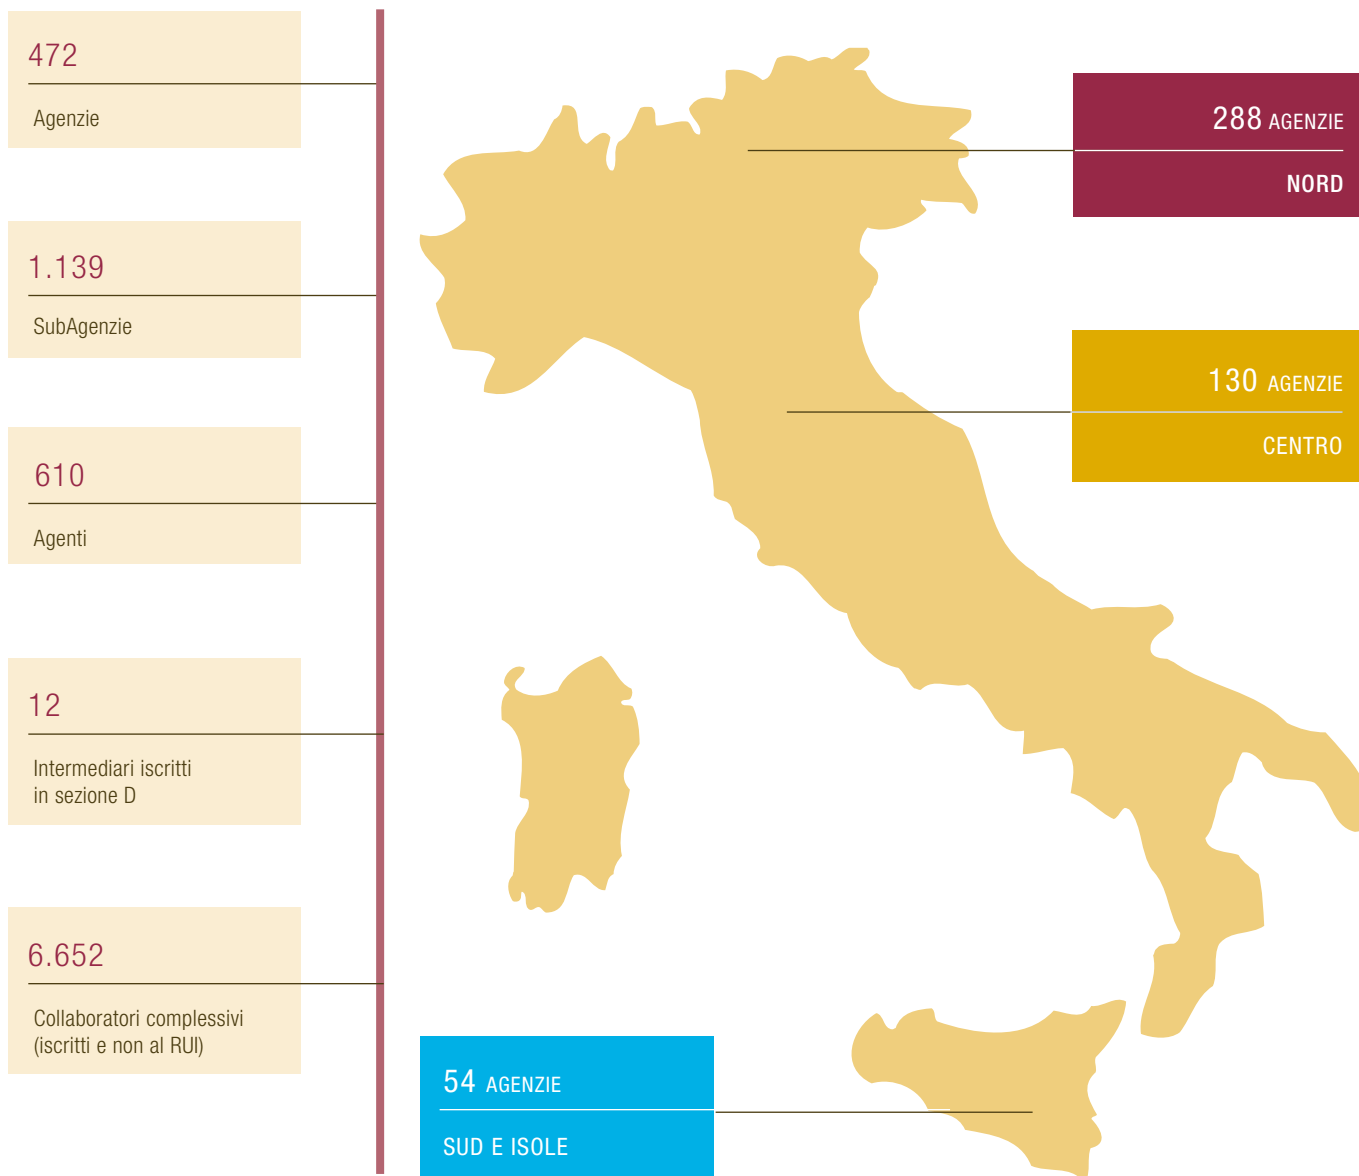 472
Agenzie
1.139
SubAgenzie
610
Agenti
12
Intermediari iscritti
in sezione D
6.652
Collaboratori complessivi
(iscritti e non al RUI)
288 AGENZIE
NORD
130 AGENZIE
CENTRO
54 AGENZIE
SUD E ISOLE